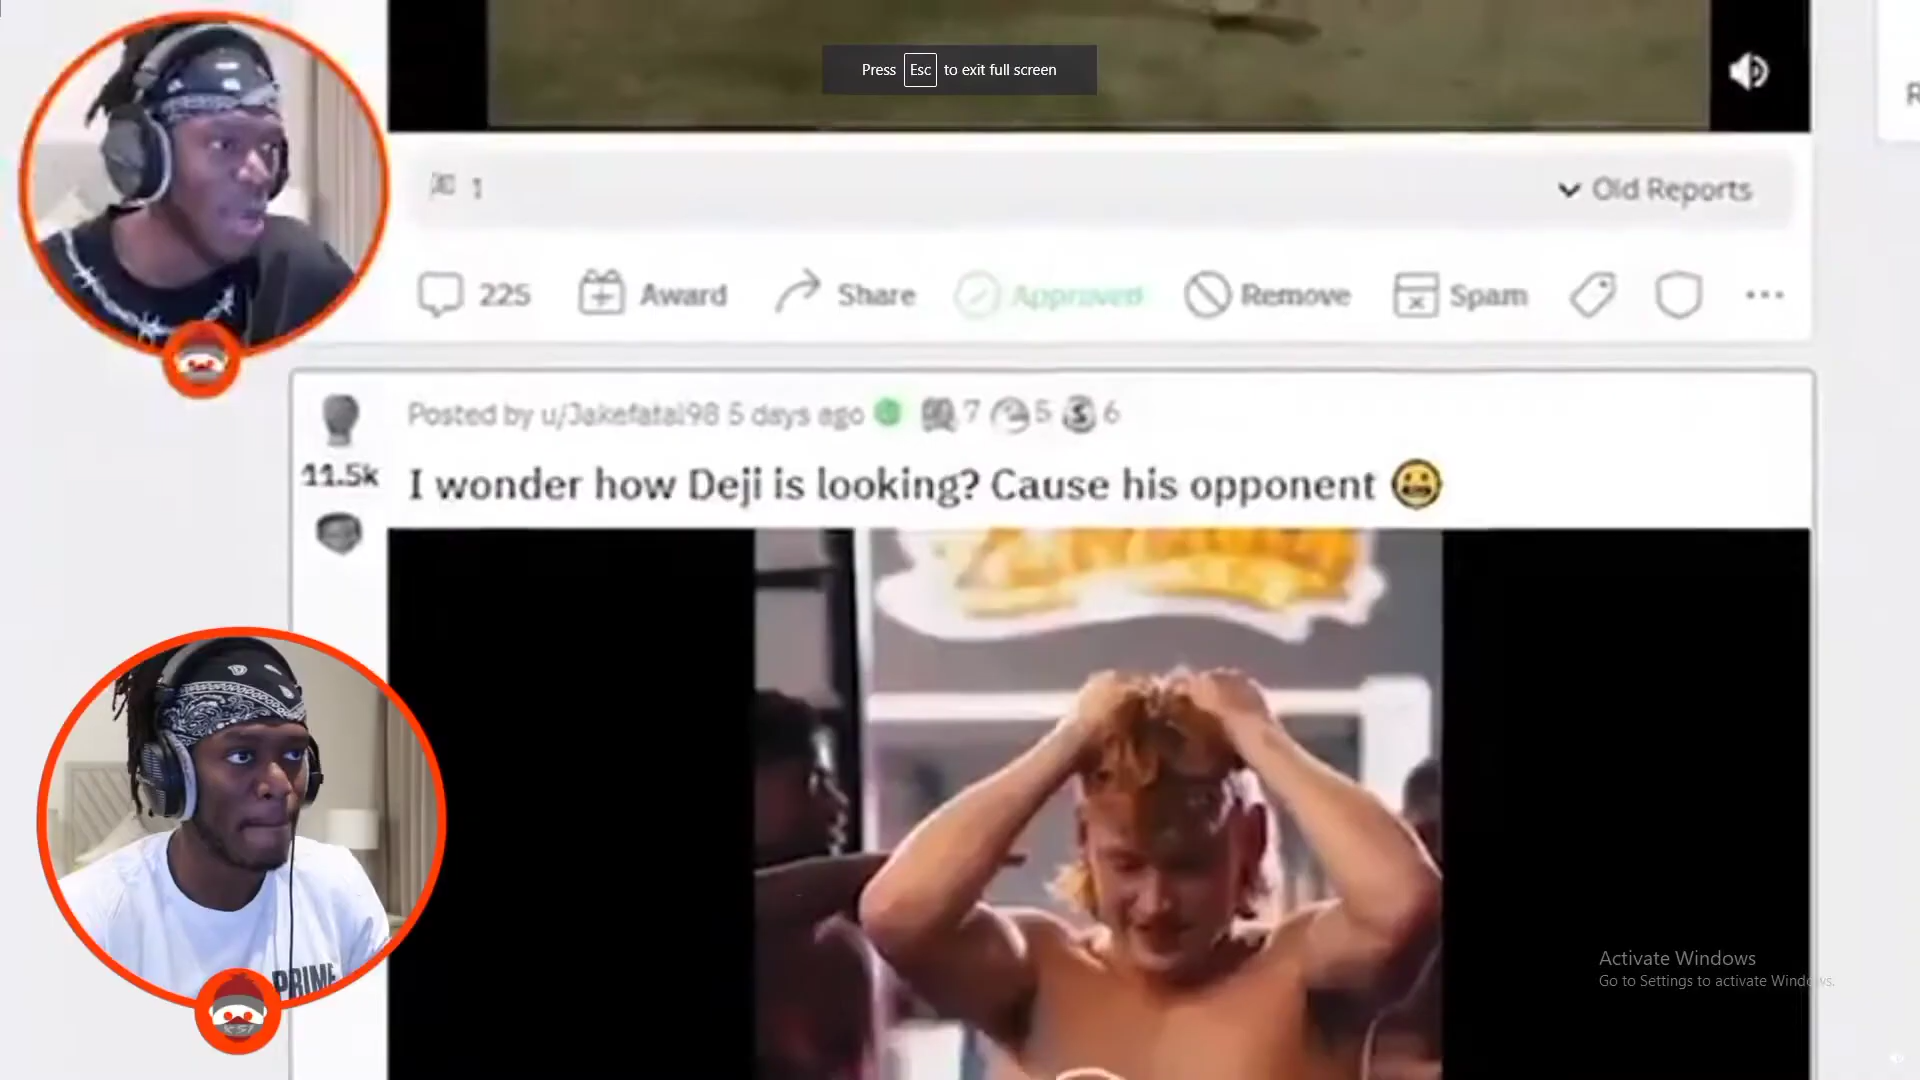 Press Esc to exit full screen
1
Old Reports
225 Award Share Approved Remove Spam
Posted by u/Jakefatal98 5 days ago 7 5 6
11.5k
I wonder how Deji is looking? Cause his opponent 😬
PRIME
KSI
Activate Windows
Go to Settings to activate Windows.
R